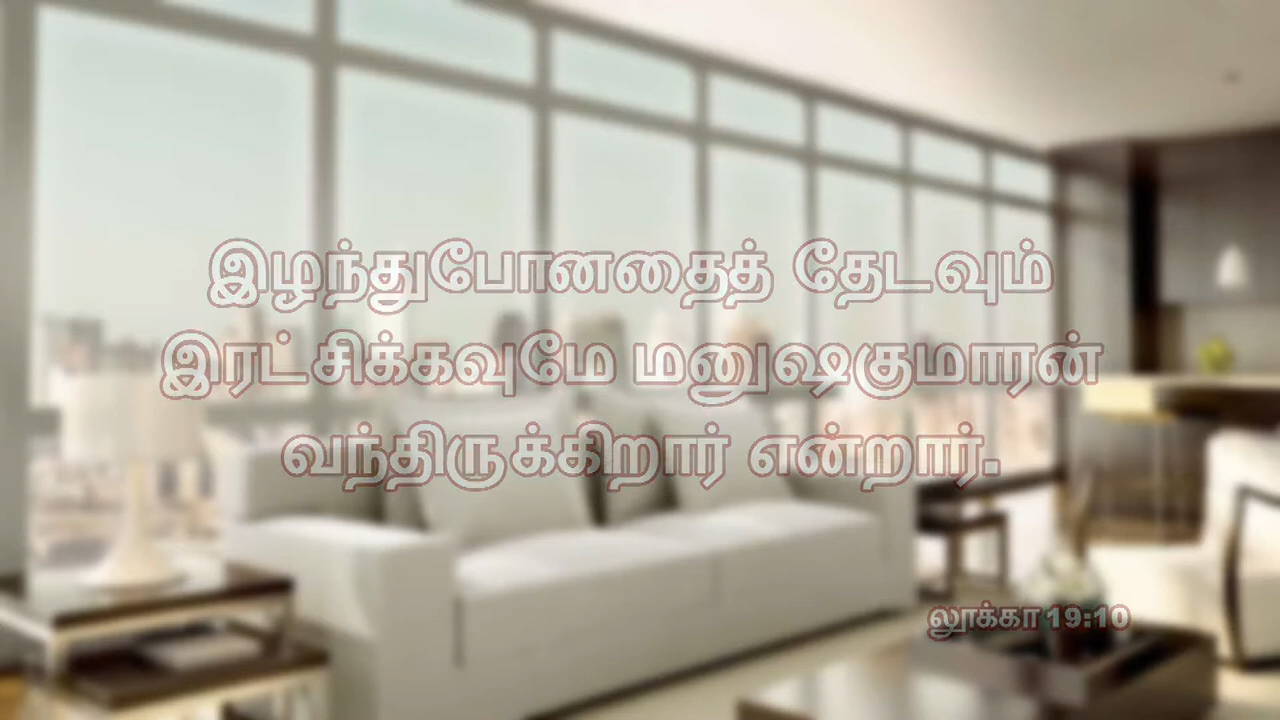 இழந்துபோனதைத் தேடவும்
இரட்சிக்கவுமே மனுஷகுமாரன்
வந்திருக்கிறார் என்றார்.
லூக்கா 19:10